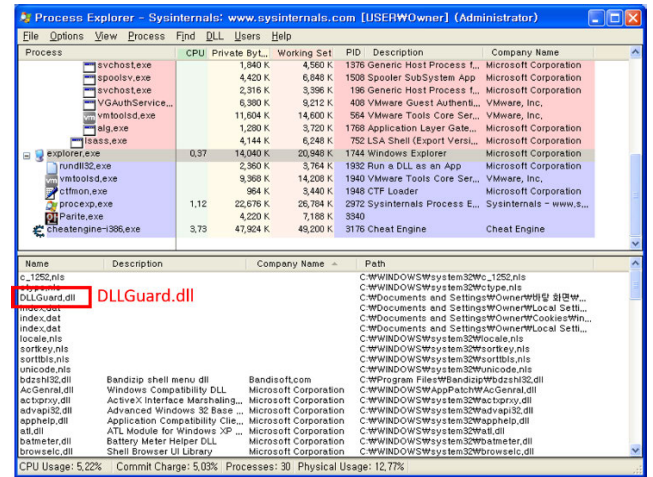 Process Explorer - Sysinternals: www.sysinternals.com [USER₩Owner] (Administrator)
File Options View Process Find DLL Users Help
Process CPU Private Byt... Working Set PID Description Company Name
svchost,exe 1,840 K 4,560 K 1376 Generic Host Process f... Microsoft Corporation
spoolsv,exe 4,420 K 6,848 K 1508 Spooler SubSystem App Microsoft Corporation
svchost,exe 2,316 K 3,396 K 196 Generic Host Process f... Microsoft Corporation
VGAuthService... 6,380 K 9,212 K 408 VMware Guest Authenti... VMware, Inc,
vmtoolsd,exe 11,604 K 14,600 K 564 VMware Tools Core Ser... VMware, Inc,
alg,exe 1,280 K 3,720 K 1768 Application Layer Gate... Microsoft Corporation
lsass,exe 4,144 K 6,248 K 752 LSA Shell (Export Versi... Microsoft Corporation
explorer,exe 0,37 14,040 K 20,948 K 1744 Windows Explorer Microsoft Corporation
rundll32,exe 2,360 K 3,764 K 1932 Run a DLL as an App Microsoft Corporation
vmtoolsd,exe 9,368 K 14,208 K 1940 VMware Tools Core Ser... VMware, Inc,
ctfmon,exe 964 K 3,440 K 1948 CTF Loader Microsoft Corporation
procexp,exe 1,12 22,676 K 26,784 K 2972 Sysinternals Process E... Sysinternals - www,s...
Parite,exe 4,220 K 7,188 K 3340
cheatengine-i386,exe 3,73 47,924 K 49,200 K 3176 Cheat Engine Cheat Engine
Name Description Company Name Path
c_1252,nls C:₩WINDOWS₩system32₩c_1252,nls
ctype,nls C:₩WINDOWS₩system32₩ctype,nls
DLLGuard,dll DLLGuard.dll C:₩Documents and Settings₩Owner₩바탕 화면₩...
index,dat C:₩Documents and Settings₩Owner₩Local Setti...
index,dat C:₩Documents and Settings₩Owner₩Cookies₩in...
index,dat C:₩Documents and Settings₩Owner₩Local Setti...
locale,nls C:₩WINDOWS₩system32₩locale,nls
sortkey,nls C:₩WINDOWS₩system32₩sortkey,nls
sorttbls,nls C:₩WINDOWS₩system32₩sorttbls,nls
unicode,nls C:₩WINDOWS₩system32₩unicode,nls
bdzshl32,dll Bandizip shell menu dll Bandisoft,com C:₩Program Files₩Bandizip₩bdzshl32,dll
AcGenral,dll Windows Compatibility DLL Microsoft Corporation C:₩WINDOWS₩AppPatch₩AcGenral,dll
actxprxy,dll ActiveX Interface Marshaling... Microsoft Corporation C:₩WINDOWS₩system32₩actxprxy,dll
advapi32,dll Advanced Windows 32 Base ... Microsoft Corporation C:₩WINDOWS₩system32₩advapi32,dll
apphelp,dll Application Compatibility Clie... Microsoft Corporation C:₩WINDOWS₩system32₩apphelp,dll
atl,dll ATL Module for Windows XP ... Microsoft Corporation C:₩WINDOWS₩system32₩atl,dll
batmeter,dll Battery Meter Helper DLL Microsoft Corporation C:₩WINDOWS₩system32₩batmeter,dll
browselc,dll Shell Browser UI Library Microsoft Corporation C:₩WINDOWS₩system32₩browselc,dll
CPU Usage: 5,22% Commit Charge: 5,03% Processes: 30 Physical Usage: 12,77%